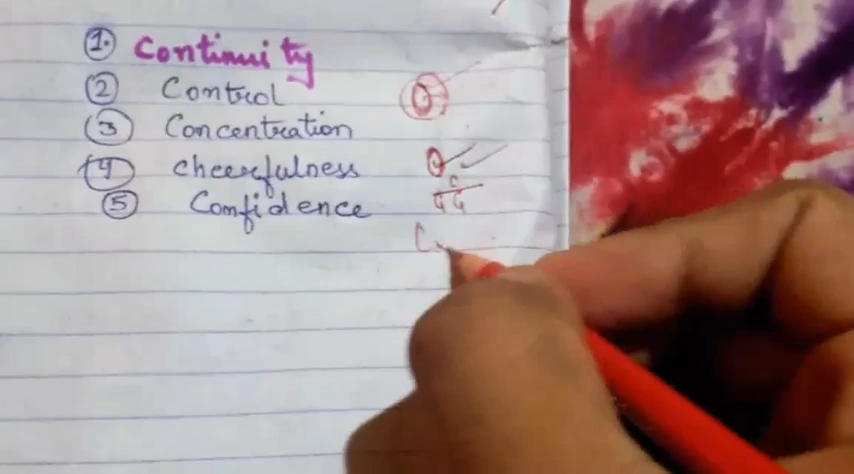 1. Continuity
2 Control
3 Concentration
4 Cheerfulness
5 Confidence